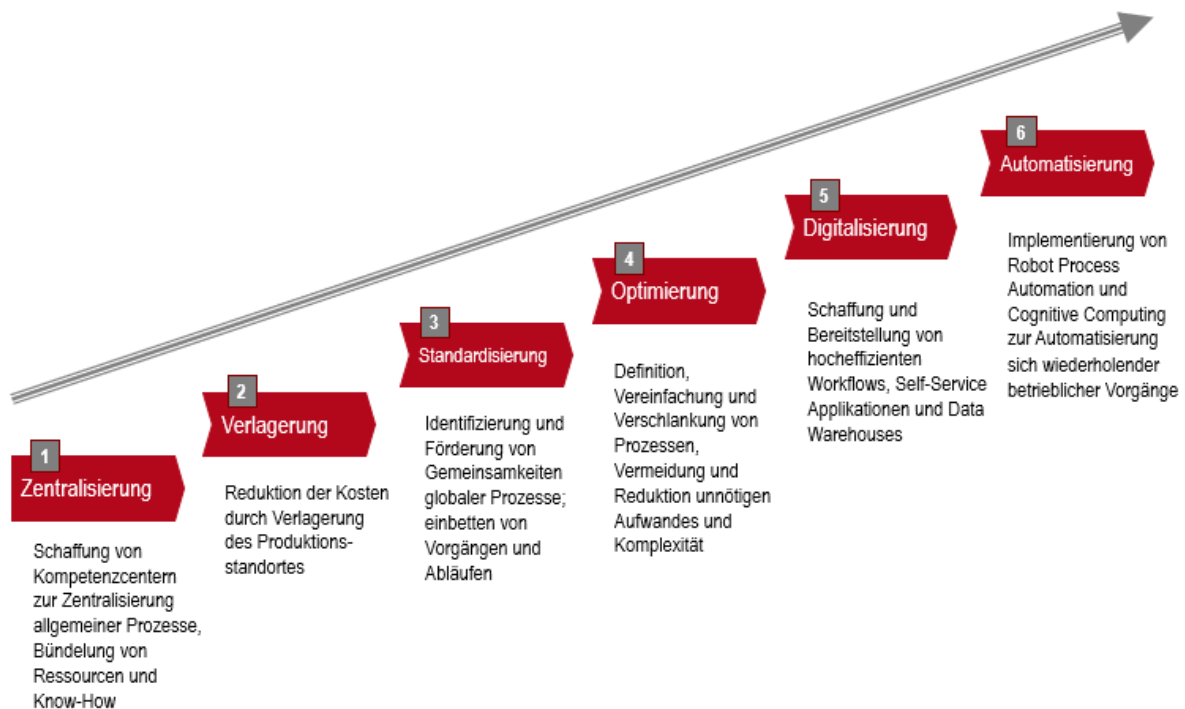 1
Zentralisierung
Schaffung von
Kompetenzcentern
zur Zentralisierung
allgemeiner Prozesse,
Bündelung von
Ressourcen und
Know-How
2
Verlagerung
Reduktion der Kosten
durch Verlagerung
des Produktions-
standortes
3
Standardisierung
Identifizierung und
Förderung von
Gemeinsamkeiten
globaler Prozesse;
einbetten von
Vorgängen und
Abläufen
4
Optimierung
Definition,
Vereinfachung und
Verschlankung von
Prozessen,
Vermeidung und
Reduktion unnötigen
Aufwandes und
Komplexität
5
Digitalisierung
Schaffung und
Bereitstellung von
hocheffizienten
Workflows, Self-Service
Applikationen und Data
Warehouses
6
Automatisierung
Implementierung von
Robot Process
Automation und
Cognitive Computing
zur Automatisierung
sich wiederholender
betrieblicher Vorgänge